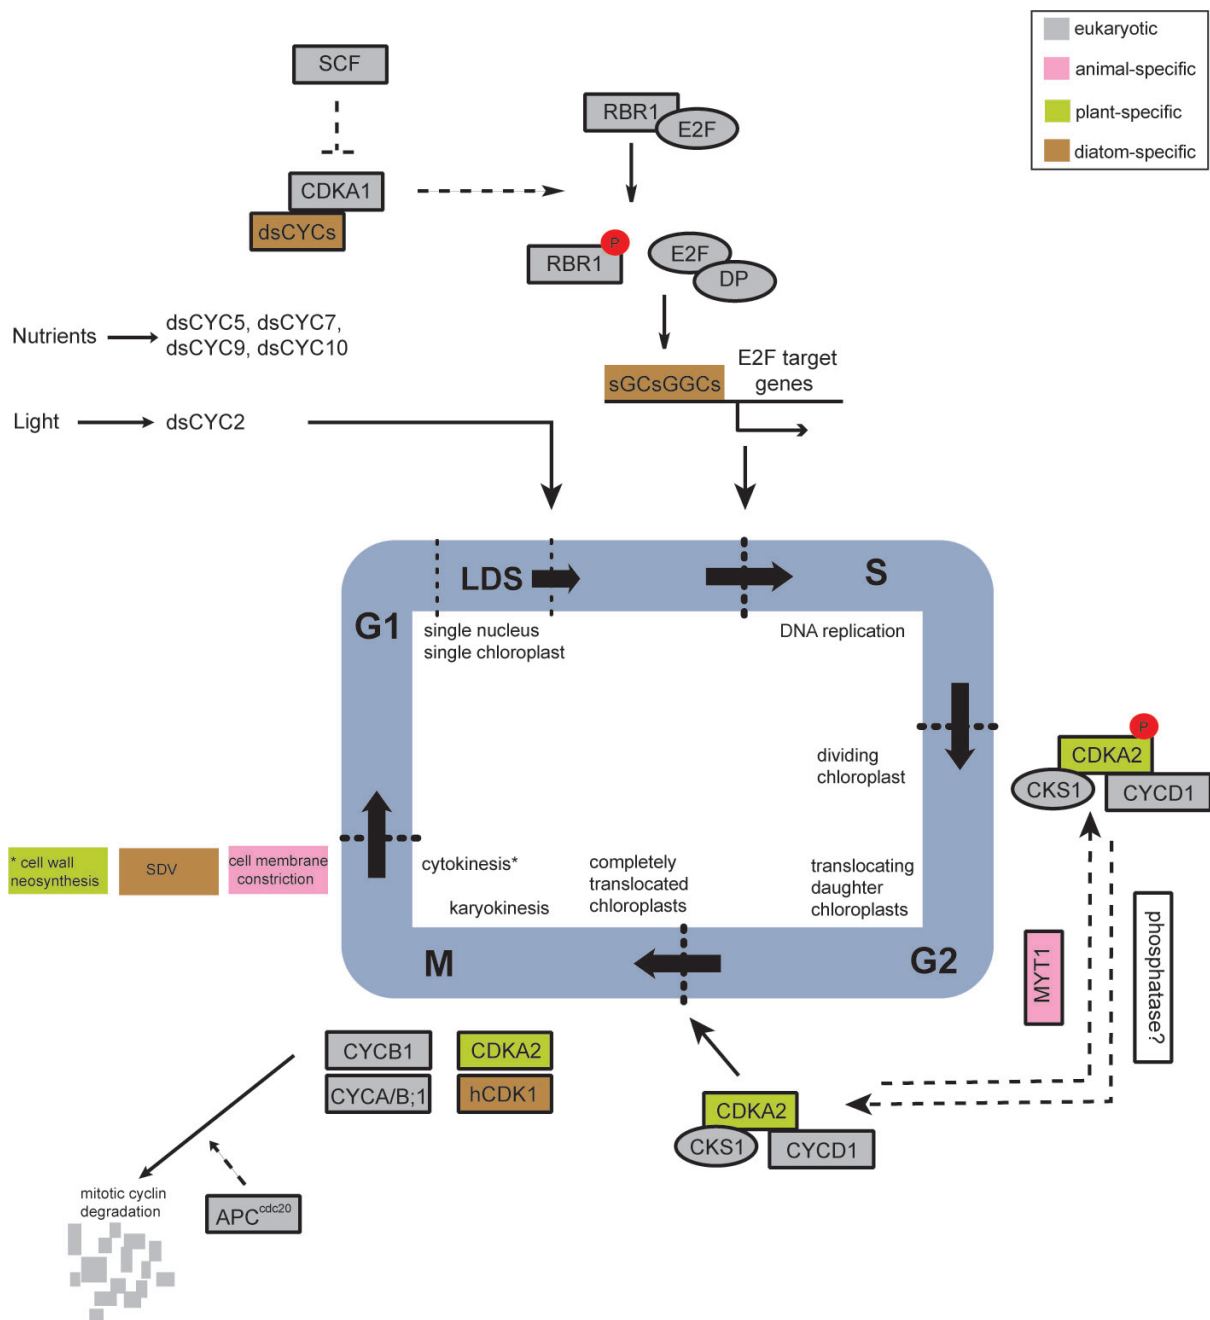 eukaryotic
animal-specific
plant-specific
diatom-specific
SCF
RBR1
E2F
CDKA1
dsCYCs
P
RBR1
E2F
DP
Nutrients
dsCYC5, dsCYC7,
dsCYC9, dsCYC10
sGCsGGCs
E2F target
genes
Light
dsCYC2
LDS
S
G1
single nucleus
single chloroplast
DNA replication
P
CDKA2
CKS1
CYCD1
dividing
chloroplast
* cell wall
neosynthesis
SDV
cell membrane
constriction
cytokinesis*
karyokinesis
completely
translocated
chloroplasts
translocating
daughter
chloroplasts
M
G2
MYT1
phosphatase?
CYCB1
CDKA2
CYCA/B;1
hCDK1
CDKA2
CKS1
CYCD1
mitotic cyclin
degradation
APCcdc20